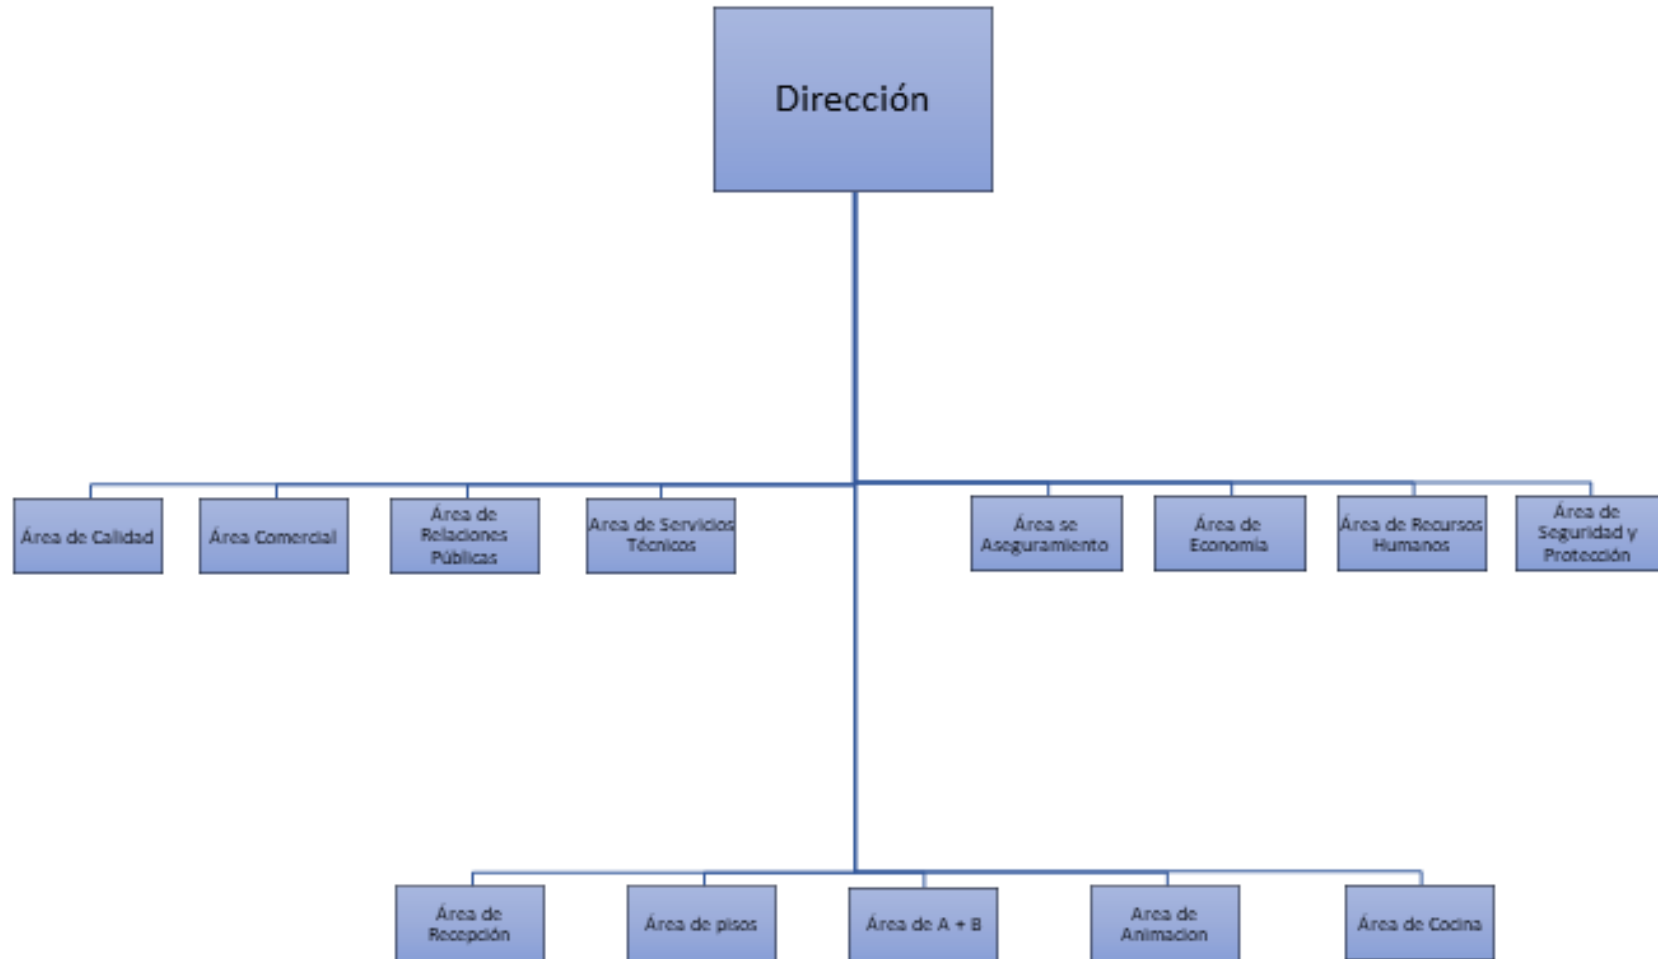 Dirección
Área de Calidad
Área Comercial
Área de
Relaciones
Públicas
Area de Servicios
Técnicos
Área se
Aseguramiento
Área de
Economía
Área de Recursos
Humanos
Área de
Seguridad y
Protección
Área de
Recepción
Área de pisos
Área de A + B
Area de
Animacion
Área de Cocina